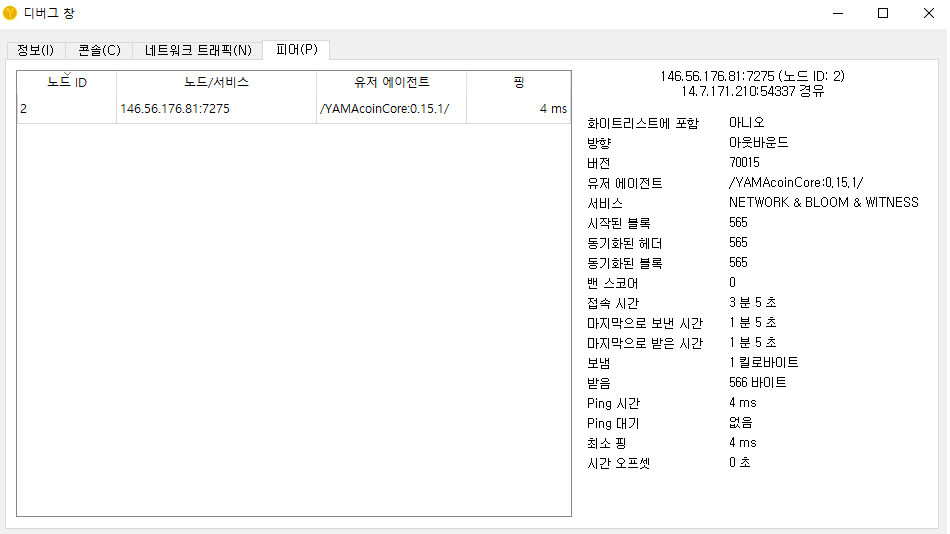 디버그 창
정보(I) 콘솔(C) 네트워크 트래픽(N) 피어(P)
노드 ID 노드/서비스 유저 에이전트 핑
2 146.56.176.81:7275 /YAMAcoinCore:0.15.1/ 4 ms
146.56.176.81:7275 (노드 ID: 2)
14.7.171.210:54337 경유
화이트리스트에 포함 아니오
방향 아웃바운드
버전 70015
유저 에이전트 /YAMAcoinCore:0.15.1/
서비스 NETWORK & BLOOM & WITNESS
시작된 블록 565
동기화된 헤더 565
동기화된 블록 565
밴 스코어 0
접속 시간 3 분 5 초
마지막으로 보낸 시간 1 분 5 초
마지막으로 받은 시간 1 분 5 초
보냄 1 킬로바이트
받음 566 바이트
Ping 시간 4 ms
Ping 대기 없음
최소 핑 4 ms
시간 오프셋 0 초